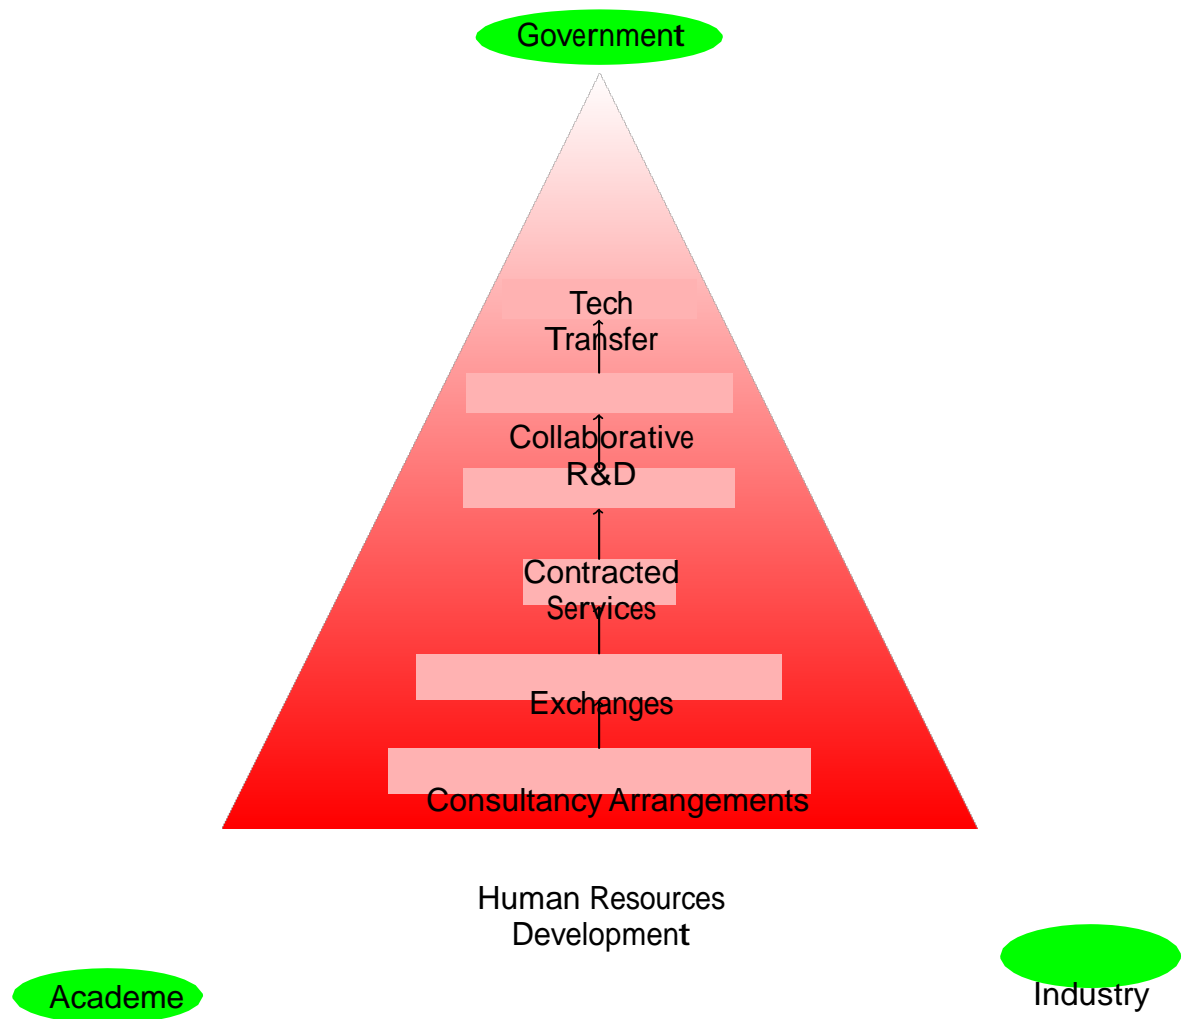 Government
Tech
Transfer
Collaborative
R&D
Contracted
Services
Exchanges
Consultancy Arrangements
Human Resources
Development
Academe
Industry